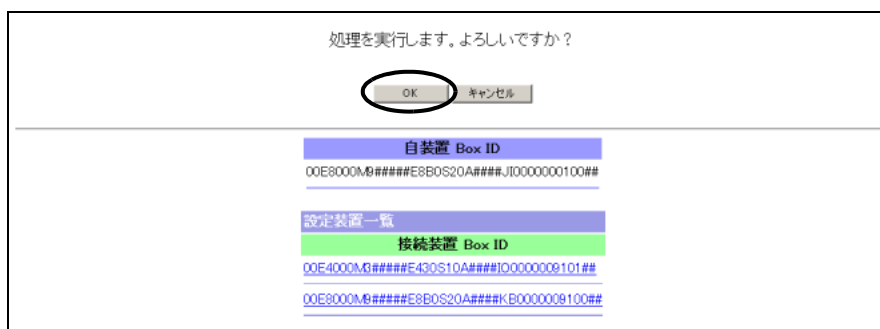 処理を実行します。よろしいですか？
OK キャンセル
自装置 Box ID
00E8000M9#####E8B0S20A####JI0000000100##
設定装置一覧
接続装置 Box ID
00E4000M3#####E430S10A####IO0000009101##
00E8000M9#####E8B0S20A####KB0000009100##